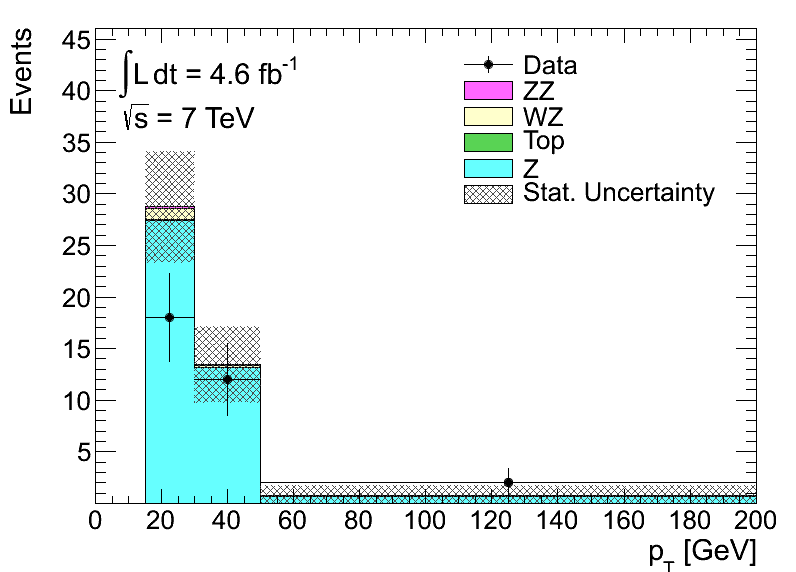 Events
45
40
35
30
25
20
15
10
5
∫L dt = 4.6 fb⁻¹
√s = 7 TeV
Data
ZZ
WZ
Top
Z
Stat. Uncertainty
0 20 40 60 80 100 120 140 160 180 200
p_T [GeV]